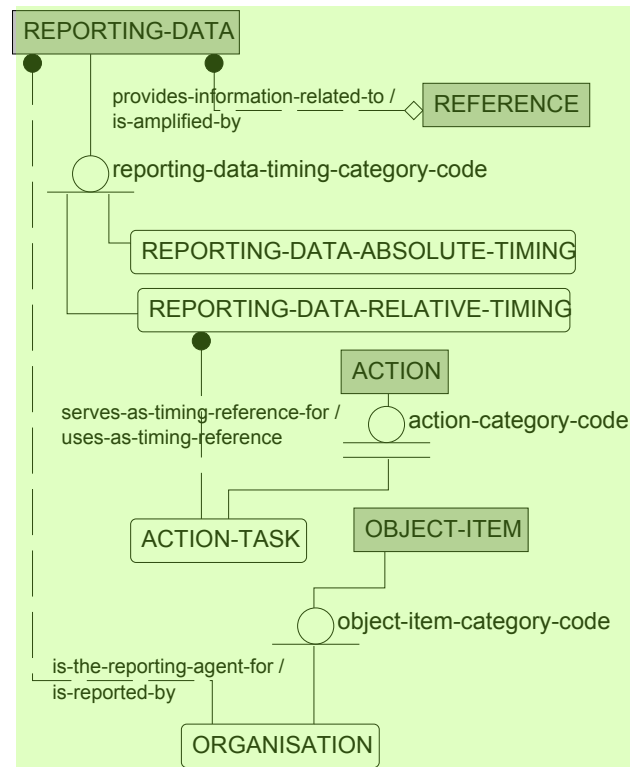 REPORTING-DATA
provides-information-related-to /
is-amplified-by
REFERENCE
reporting-data-timing-category-code
REPORTING-DATA-ABSOLUTE-TIMING
REPORTING-DATA-RELATIVE-TIMING
ACTION
serves-as-timing-reference-for /
uses-as-timing-reference
action-category-code
ACTION-TASK
OBJECT-ITEM
object-item-category-code
is-the-reporting-agent-for /
is-reported-by
ORGANISATION